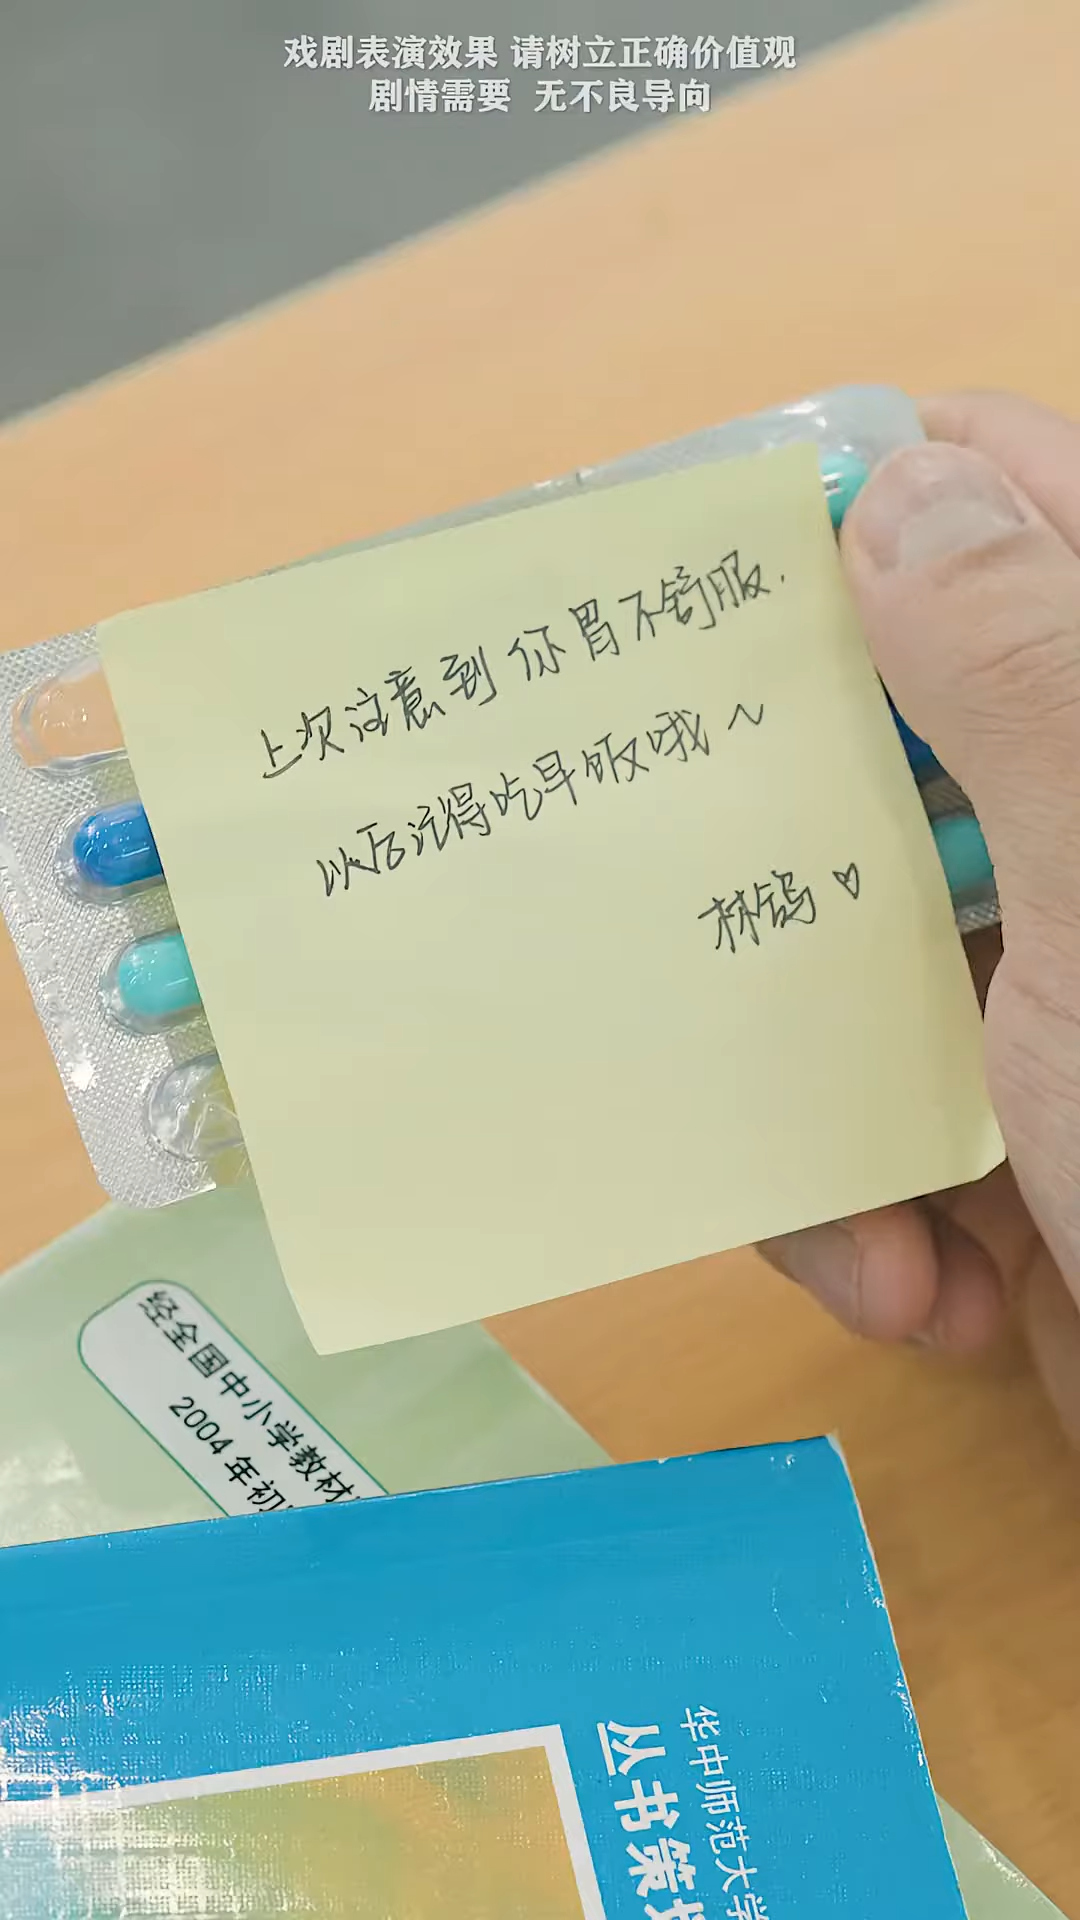 戏剧表演效果 请树立正确价值观
剧情需要 无不良导向
上次注意到你胃不舒服.
以后记得吃早饭哦~
林鸽♡
经全国中小学教材
2004年初
华中师范大学
丛书策划